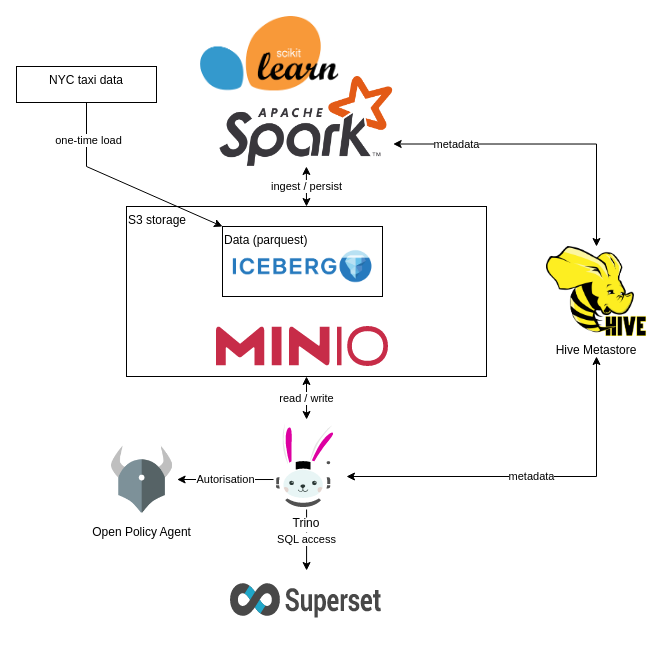 scikit
learn
NYC taxi data
APACHE
Spark™
one-time load
metadata
ingest / persist
S3 storage
Data (parquest)
ICEBERG
HIVE
MINIO
Hive Metastore
read / write
Autorisation
metadata
Trino
Open Policy Agent
SQL access
Superset